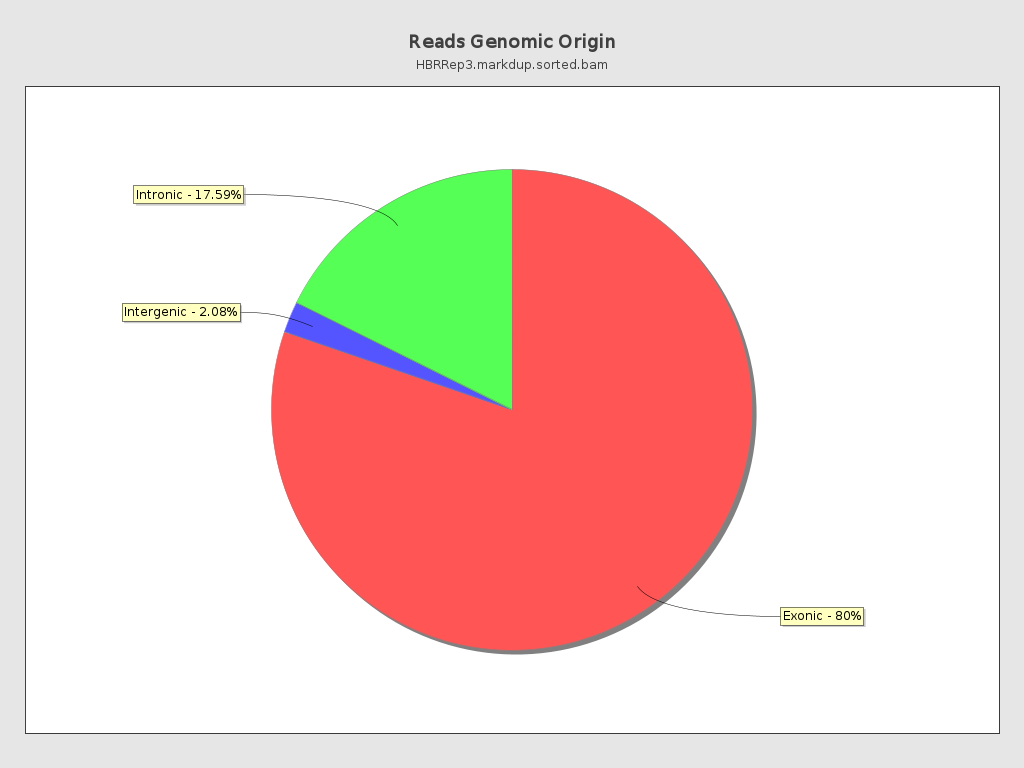 Reads Genomic Origin
HBRRep3.markdup.sorted.bam
Intronic - 17.59%
Intergenic - 2.08%
Exonic - 80%